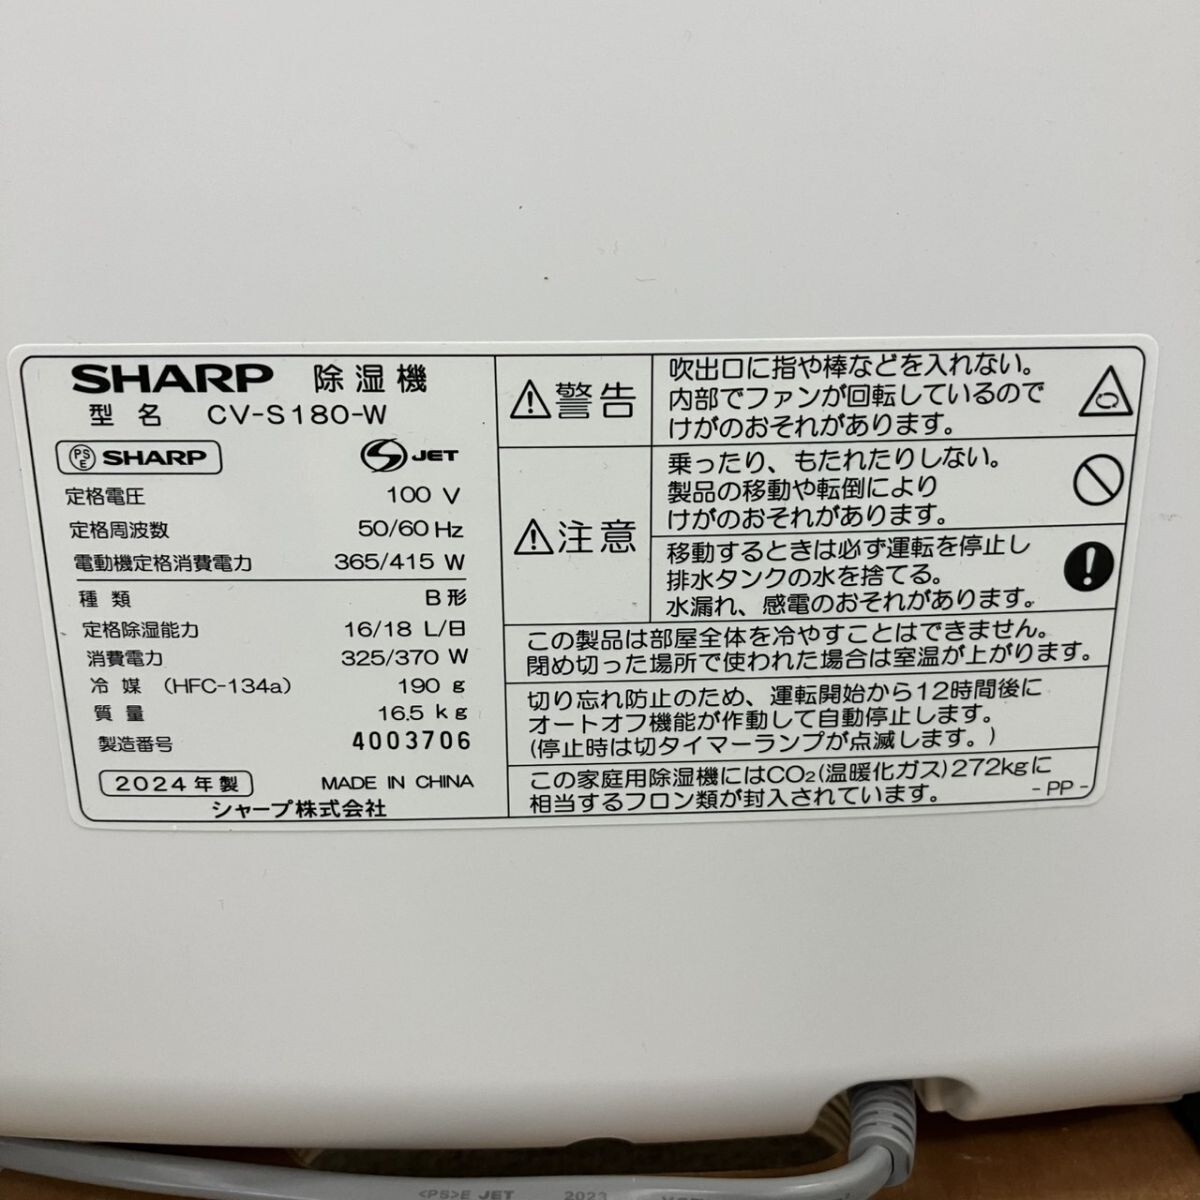 SHARP 除湿機
型名 CV-S180-W
PSE SHARP S JET
定格電圧 100 V
定格周波数 50/60 Hz
電動機定格消費電力 365/415 W
種類 B形
定格除湿能力 16/18 L/日
消費電力 325/370 W
冷媒 (HFC-134a) 190 g
質量 16.5 kg
製造番号 4003706
2024年製 MADE IN CHINA
シャープ株式会社
警告
吹出口に指や棒などを入れない。
内部でファンが回転しているので
けがのおそれがあります。
注意
乗ったり、もたれたりしない。
製品の移動や転倒により
けがのおそれがあります。
移動するときは必ず運転を停止し
排水タンクの水を捨てる。
水漏れ、感電のおそれがあります。
この製品は部屋全体を冷やすことはできません。
閉め切った場所で使われた場合は室温が上がります。
切り忘れ防止のため、運転開始から12時間後に
オートオフ機能が作動して自動停止します。
(停止時は切タイマーランプが点滅します。)
この家庭用除湿機にはCO₂(温暖化ガス)272kgに
相当するフロン類が封入されています。
- PP -
<PS>E JET 2023